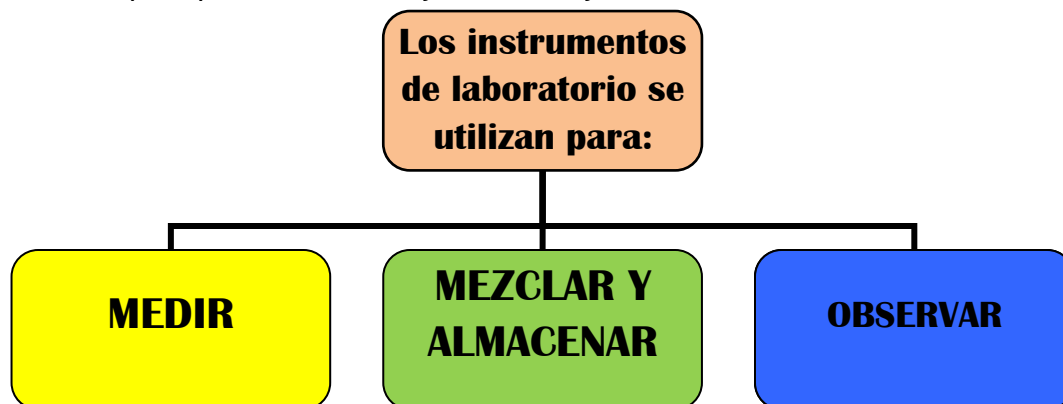 Los instrumentos
de laboratorio se
utilizan para:
MEDIR
MEZCLAR Y
ALMACENAR
OBSERVAR